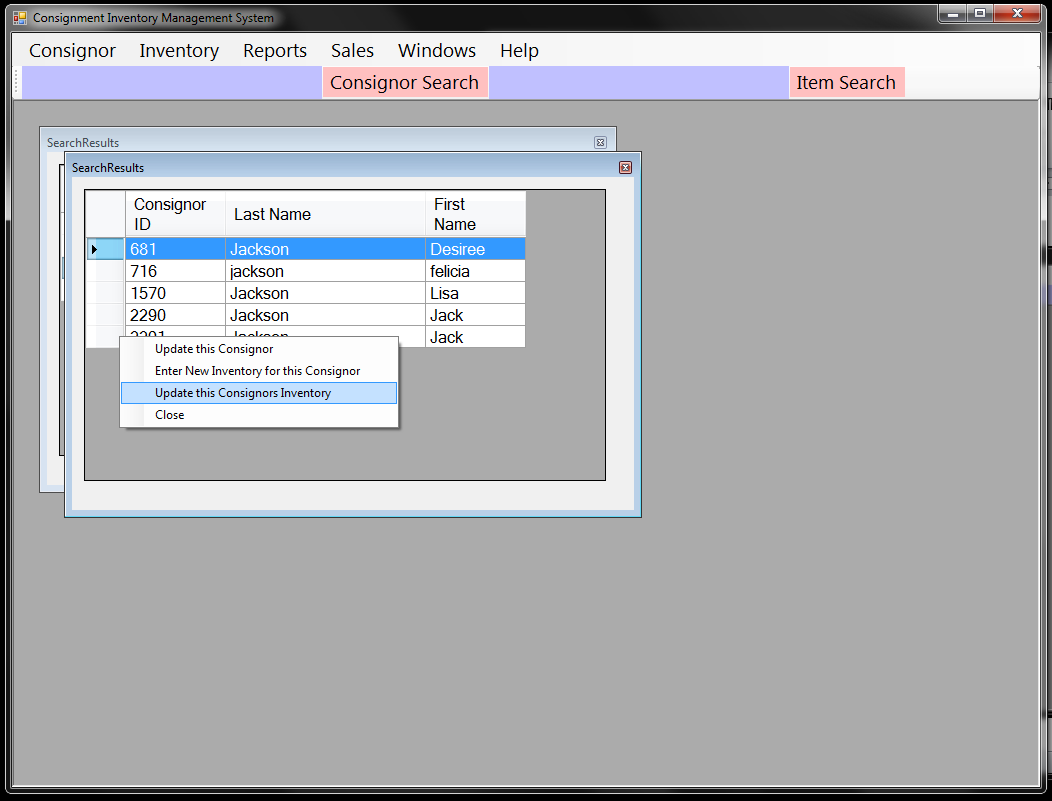 Consignment Inventory Management System
Consignor Inventory Reports Sales Windows Help
Consignor Search Item Search
SearchResults
SearchResults
Consignor ID Last Name First Name
681 Jackson Desiree
716 jackson felicia
1570 Jackson Lisa
2290 Jackson Jack
2291 Jackson Jack
Update this Consignor
Enter New Inventory for this Consignor
Update this Consignors Inventory
Close